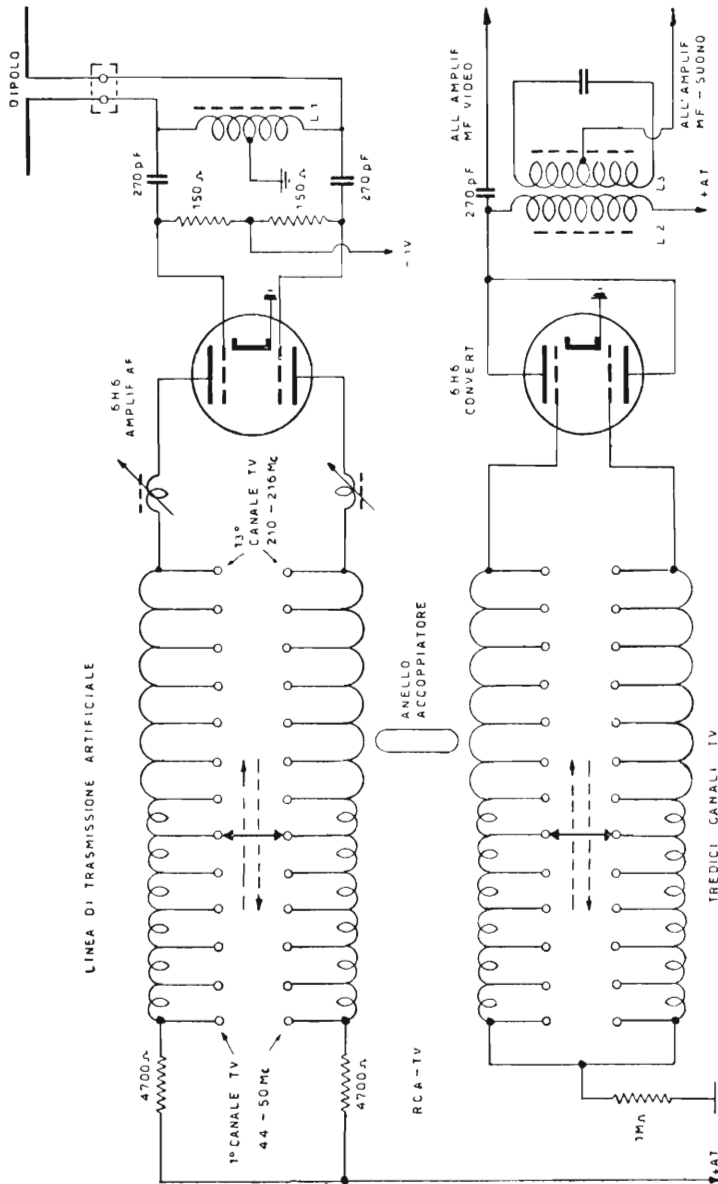 DIPOLO
270 pF
150 Ω
150 Ω
270 pF
L1
-1V
6H6
AMPLIF AF
13°
CANALE TV
210-216 Mc
LINEA DI TRASMISSIONE ARTIFICIALE
4700 Ω
1° CANALE TV
44-50 Mc
4700 Ω
RCA-TV
ANELLO
ACCOPPIATORE
ALL AMPLIF
MF VIDEO
ALL'AMPLIF
MF-SUONO
270 pF
L2
L3
+AT
6H6
CONVERT
TREDICI CANALI TV
1MΩ
+AT